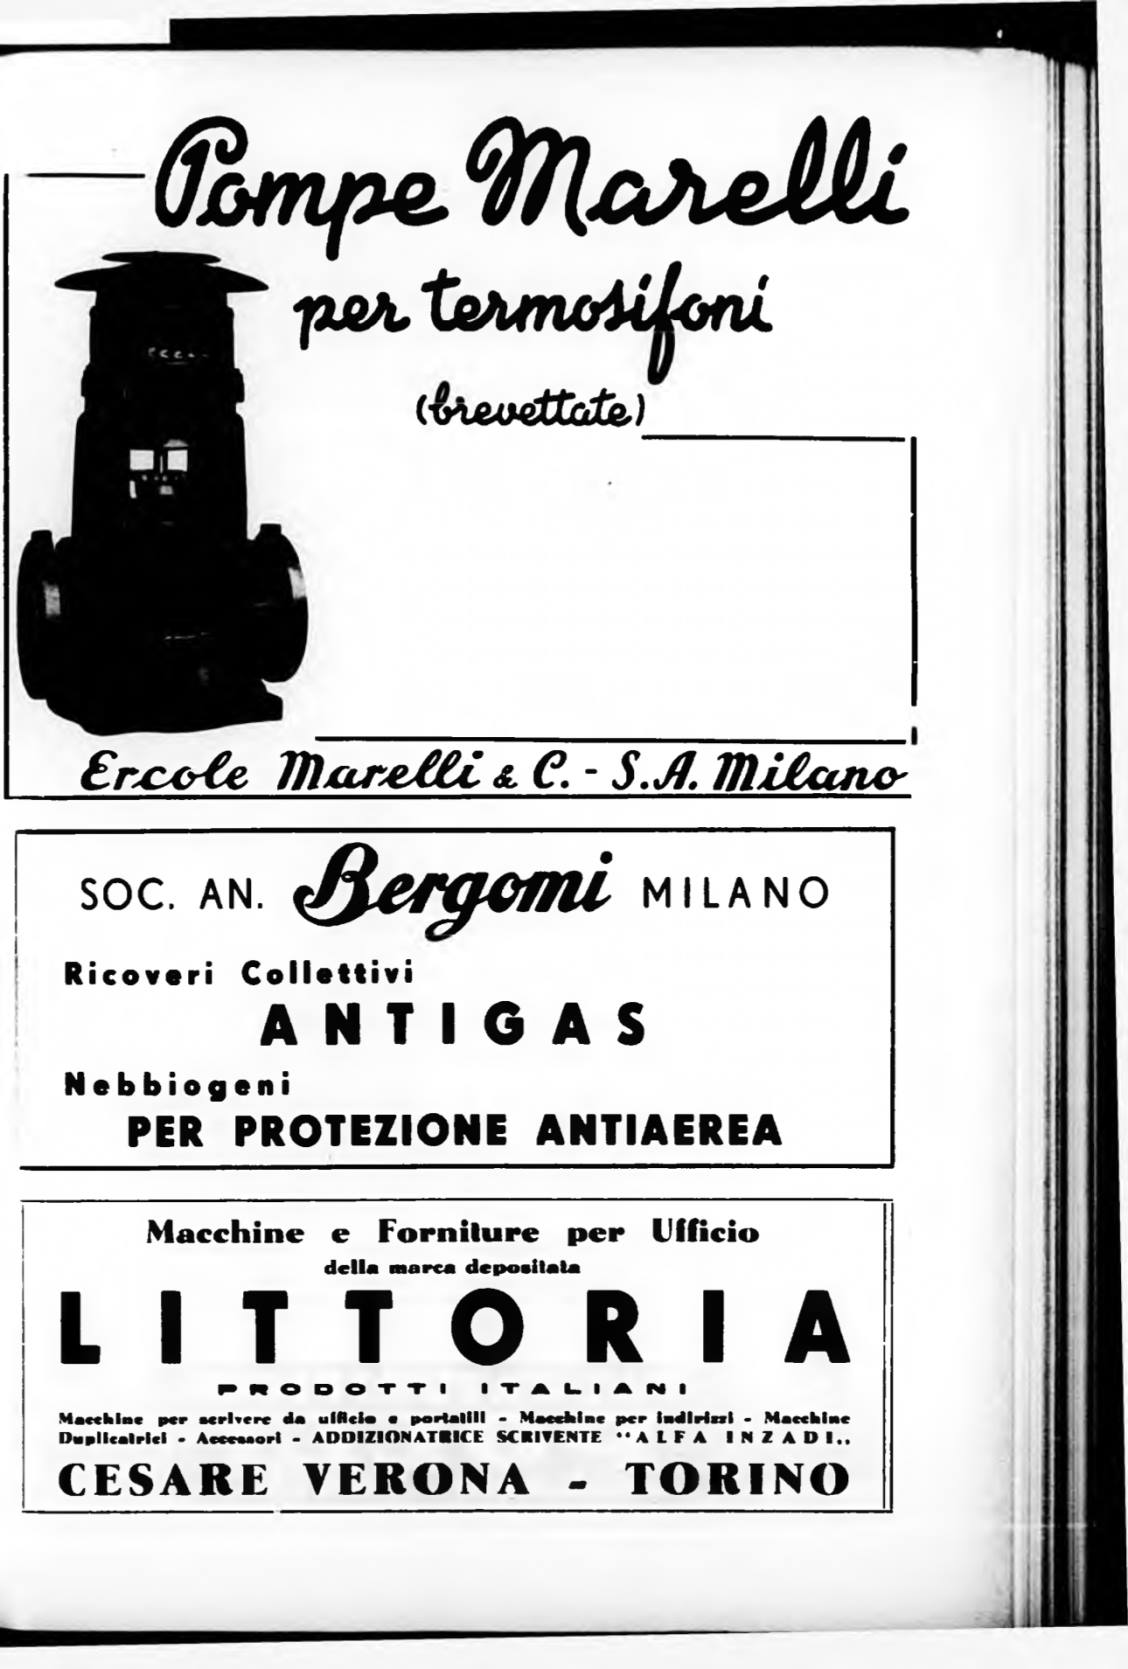 Pompe Marelli
per termosifoni
(brevettate)
Ercole Marelli & C. - S.A. Milano
SOC. AN. Bergomi MILANO
Ricoveri Collettivi
ANTIGAS
Nebbiogeni
PER PROTEZIONE ANTIAEREA
Macchine e Forniture per Ufficio
della marca depositata
LITTORIA
PRODOTTI ITALIANI
Macchine per scrivere da ufficio e portatili - Macchine per indirizzi - Macchine
Duplicatrici - Accessori - ADDIZIONATRICE SCRIVENTE "ALFA INZADI„
CESARE VERONA - TORINO